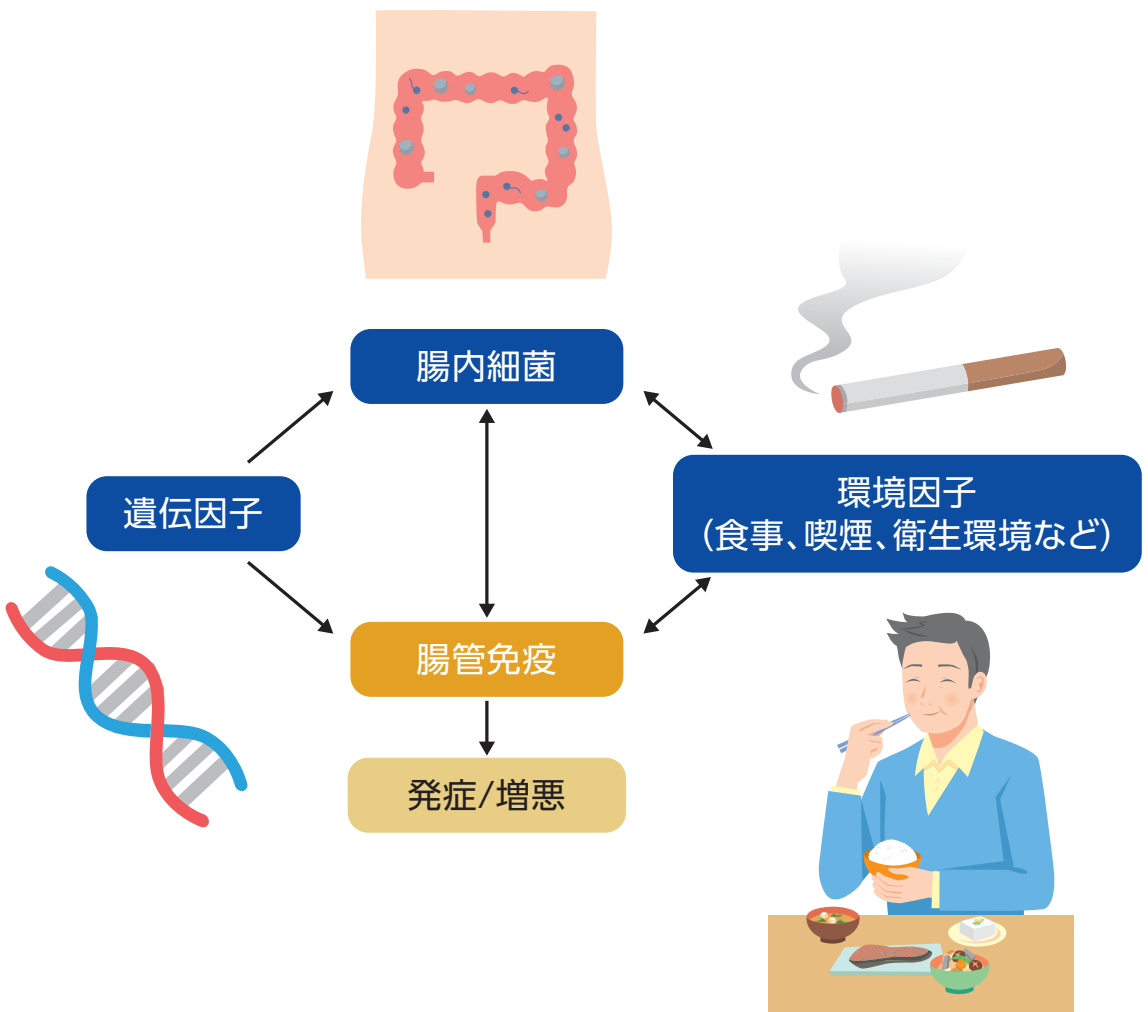 腸内細菌
遺伝因子
環境因子
（食事、喫煙、衛生環境など）
腸管免疫
発症/増悪